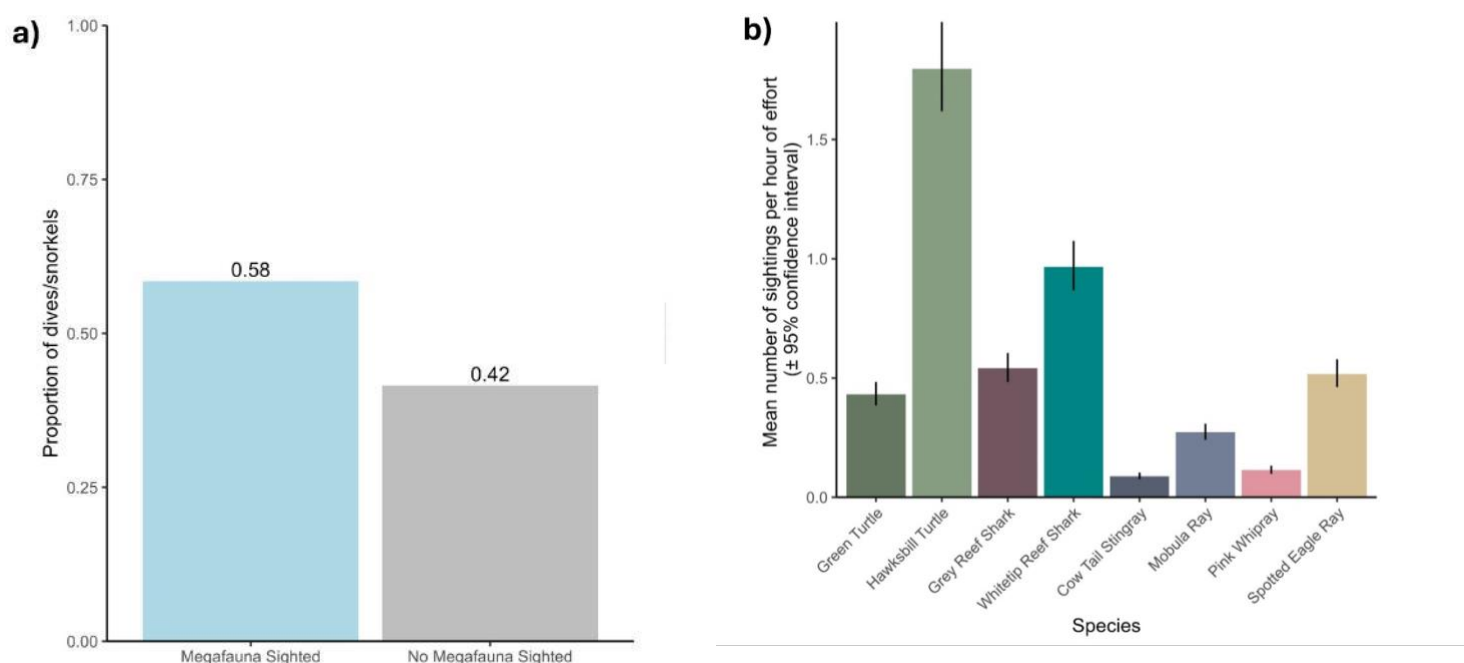 a)
1.00
0.75
0.50
0.25
0.00
Proportion of dives/snorkels
0.58
0.42
Megafauna Sighted
No Megafauna Sighted
b)
Mean number of sightings per hour of effort
(± 95% confidence interval)
1.5
1.0
0.5
0.0
Green Turtle
Hawksbill Turtle
Grey Reef Shark
Whitetip Reef Shark
Cow Tail Stingray
Mobula Ray
Pink Whipray
Spotted Eagle Ray
Species